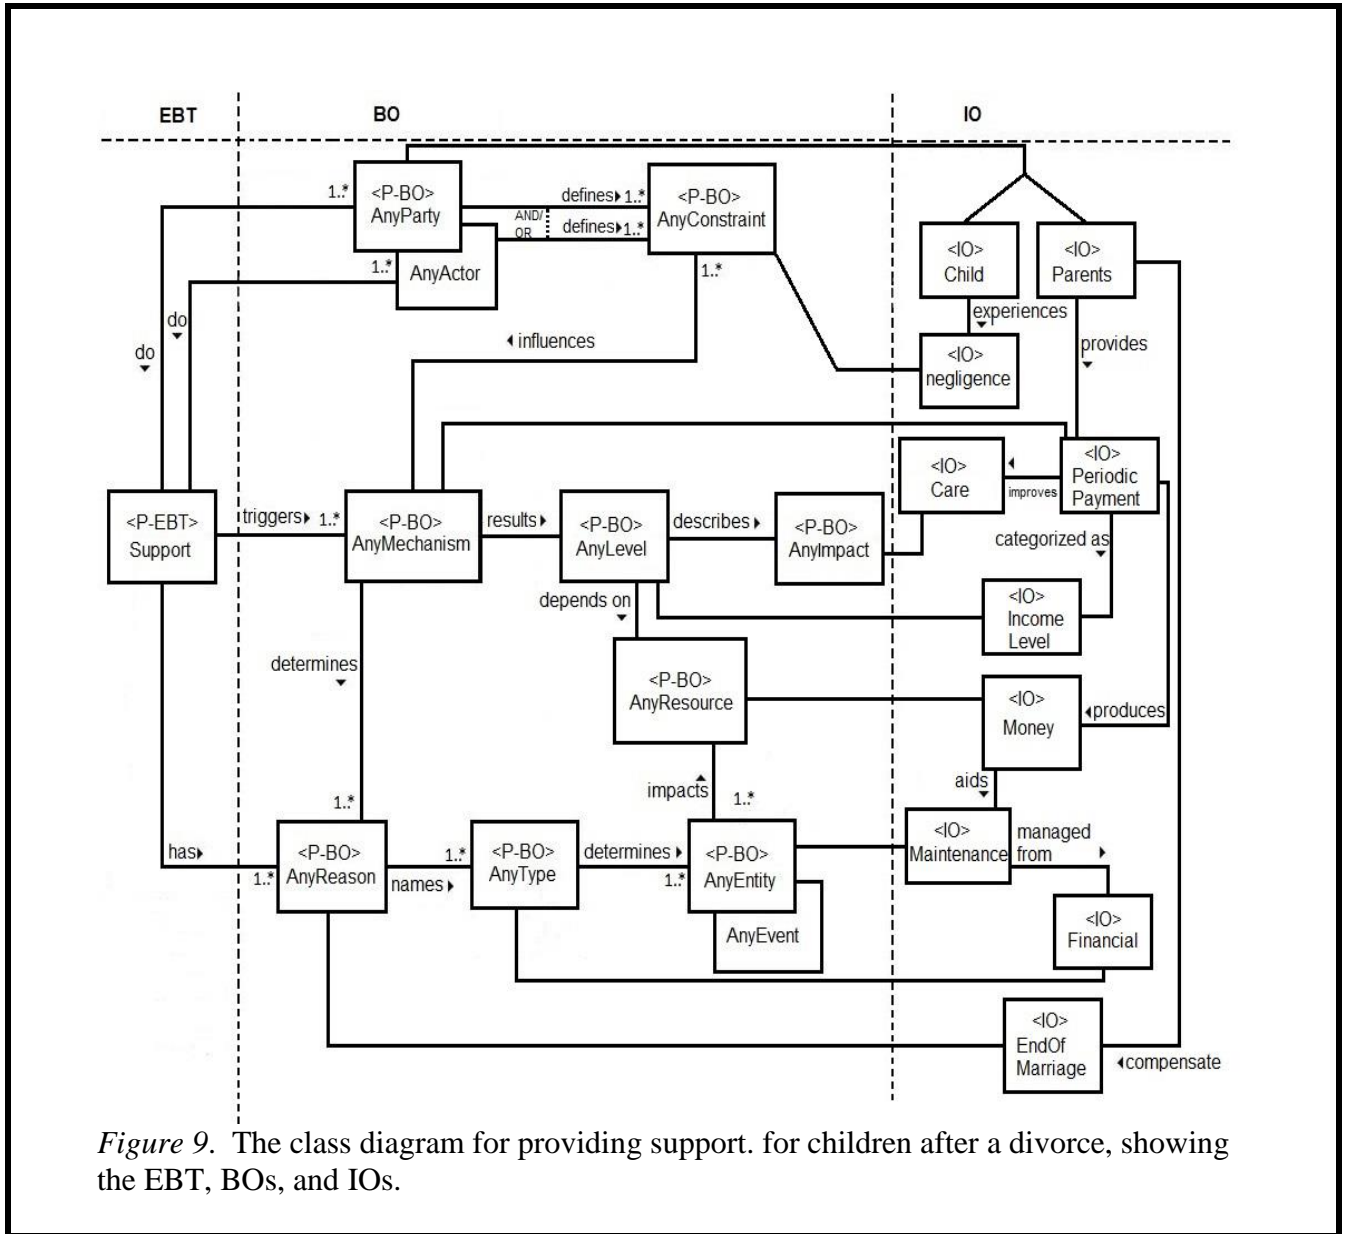 EBT
BO
IO
1..*
<P-BO>
AnyParty
defines 1..*
AND/
OR
defines 1..*
<P-BO>
AnyConstraint
1..*
AnyActor
1..*
<IO>
Child
<IO>
Parents
experiences
do
do
influences
<IO>
negligence
provides
<P-EBT>
Support
triggers 1..*
<P-BO>
AnyMechanism
results
<P-BO>
AnyLevel
describes
<P-BO>
AnyImpact
<IO>
Care
improves
<IO>
Periodic
Payment
categorized as
depends on
<IO>
Income
Level
determines
<P-BO>
AnyResource
<IO>
Money
produces
impacts
1..*
aids
1..*
has
1..*
<P-BO>
AnyReason
names
1..*
<P-BO>
AnyType
determines
1..*
<P-BO>
AnyEntity
AnyEvent
<IO>
Maintenance
managed
from
<IO>
Financial
<IO>
EndOf
Marriage
compensate
Figure 9. The class diagram for providing support. for children after a divorce, showing
the EBT, BOs, and IOs.